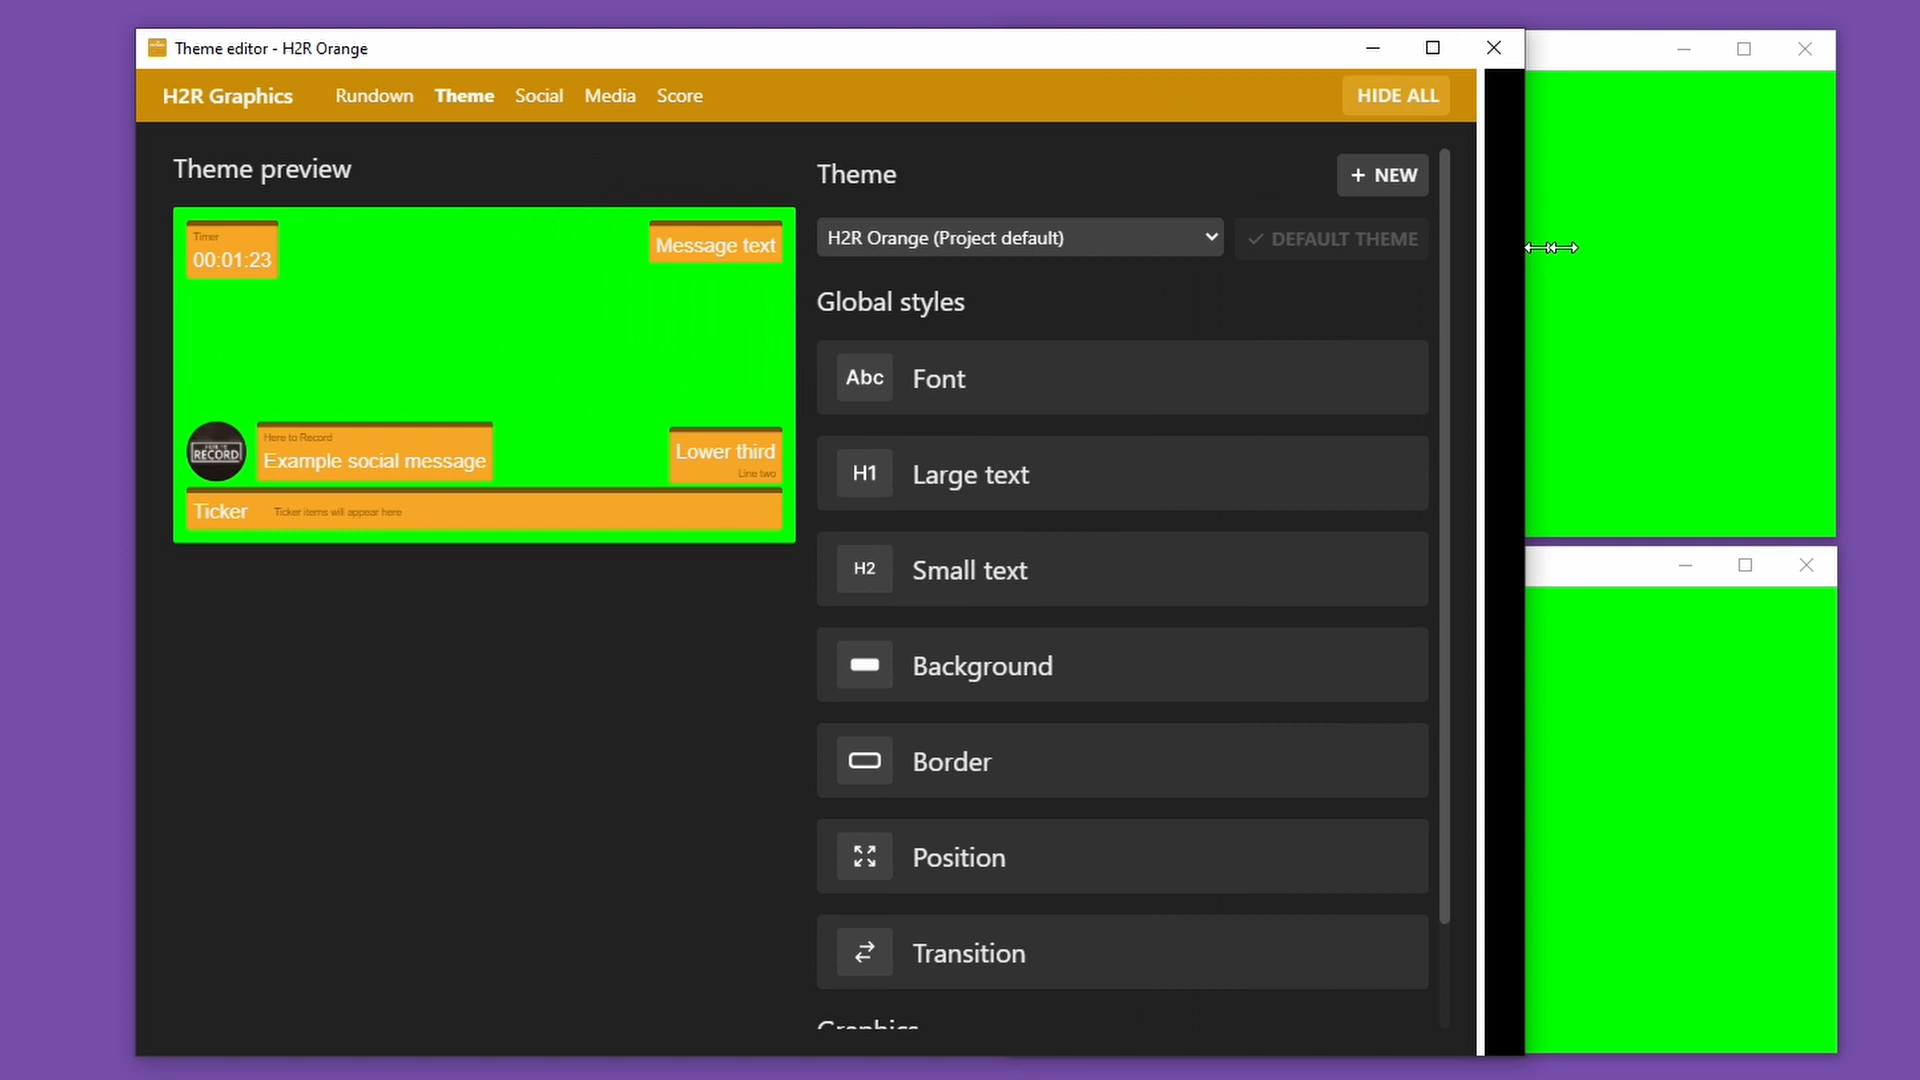 Theme editor - H2R Orange
H2R Graphics Rundown Theme Social Media Score HIDE ALL
Theme preview
Timer
00:01:23
Message text
RECORD
Here to Record
Example social message
Lower third
Line two
Ticker Ticker items will appear here
Theme
+ NEW
H2R Orange (Project default)
DEFAULT THEME
Global styles
Abc Font
H1 Large text
H2 Small text
Background
Border
Position
Transition
Graphics